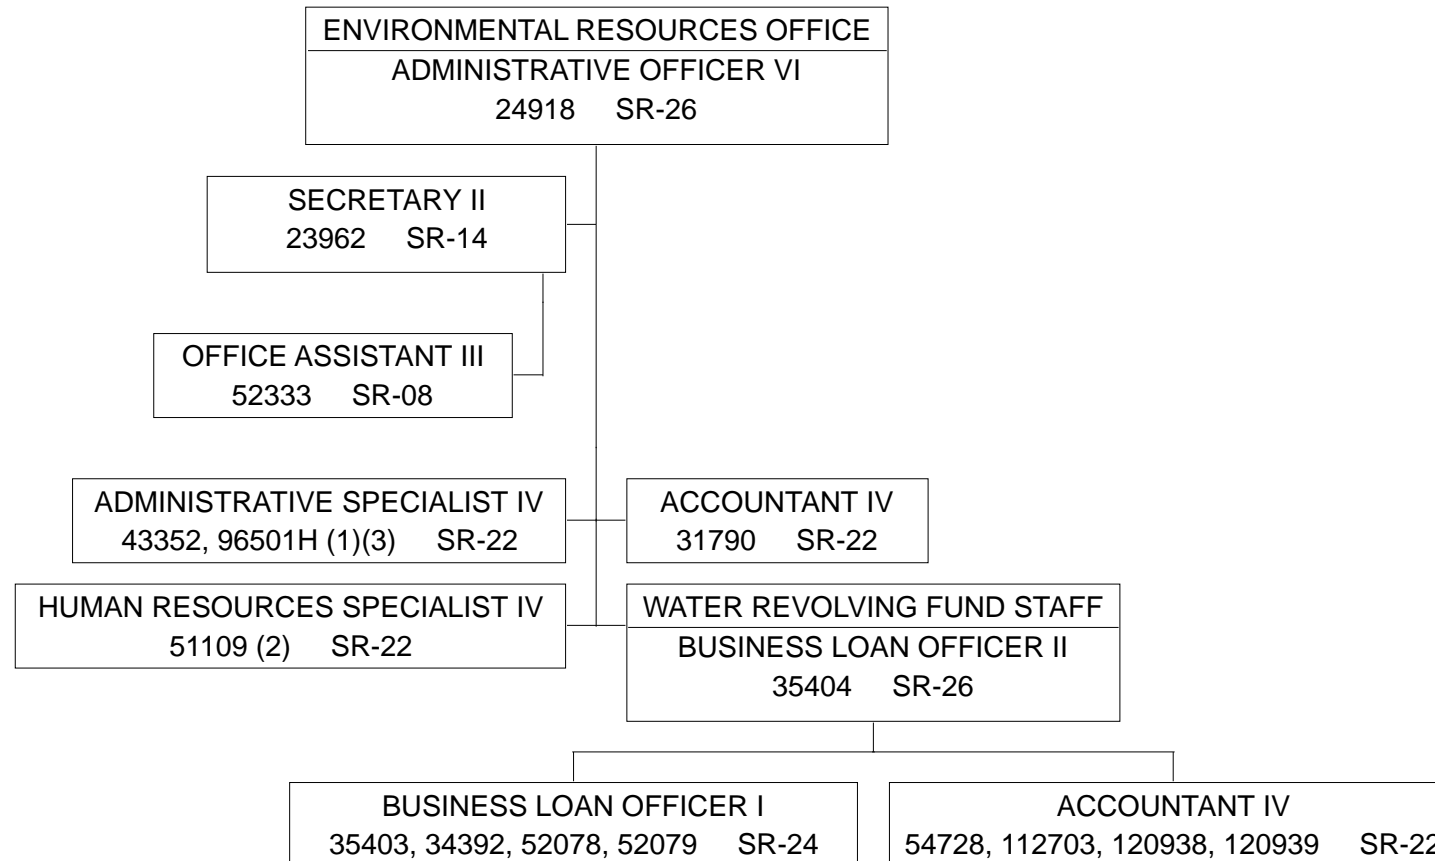 ENVIRONMENTAL RESOURCES OFFICE
ADMINISTRATIVE OFFICER VI
24918 SR-26
SECRETARY II
23962 SR-14
OFFICE ASSISTANT III
52333 SR-08
ADMINISTRATIVE SPECIALIST IV
43352, 96501H (1)(3) SR-22
ACCOUNTANT IV
31790 SR-22
HUMAN RESOURCES SPECIALIST IV
51109 (2) SR-22
WATER REVOLVING FUND STAFF
BUSINESS LOAN OFFICER II
35404 SR-26
BUSINESS LOAN OFFICER I
35403, 34392, 52078, 52079 SR-24
ACCOUNTANT IV
54728, 112703, 120938, 120939 SR-22